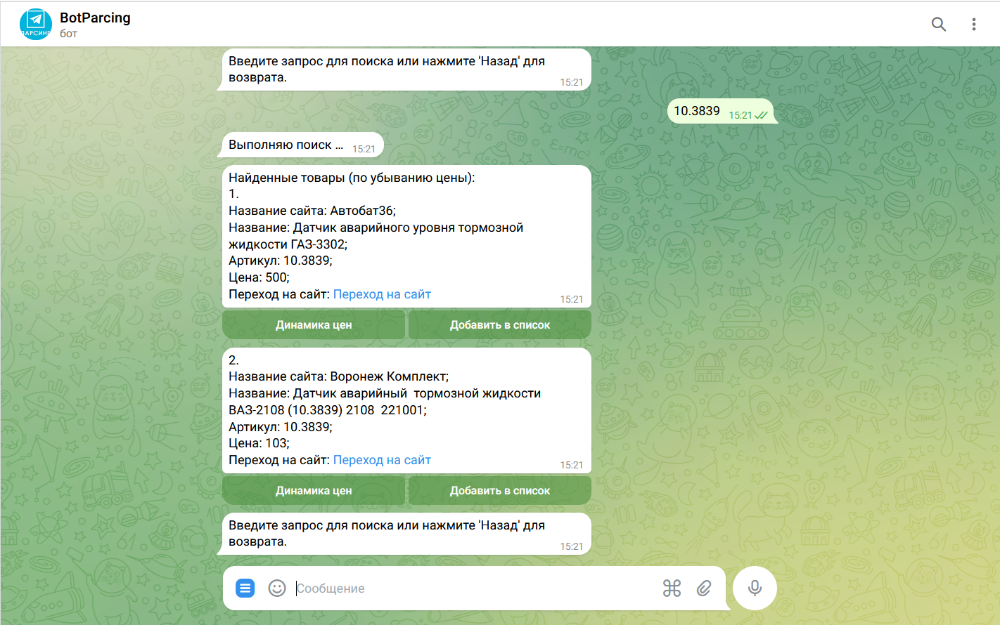 BotParcing
бот
ПАРСИНГ
Введите запрос для поиска или нажмите 'Назад' для
возврата.
15:21
10.3839 15:21
Выполняю поиск ... 15:21
Найденные товары (по убыванию цены):
1.
Название сайта: Автобат36;
Название: Датчик аварийного уровня тормозной
жидкости ГАЗ-3302;
Артикул: 10.3839;
Цена: 500;
Переход на сайт: Переход на сайт
15:21
Динамика цен
Добавить в список
2.
Название сайта: Воронеж Комплект;
Название: Датчик аварийный  тормозной жидкости
ВАЗ-2108 (10.3839) 2108  221001;
Артикул: 10.3839;
Цена: 103;
Переход на сайт: Переход на сайт
15:21
Динамика цен
Добавить в список
Введите запрос для поиска или нажмите 'Назад' для
возврата.
15:21
Сообщение